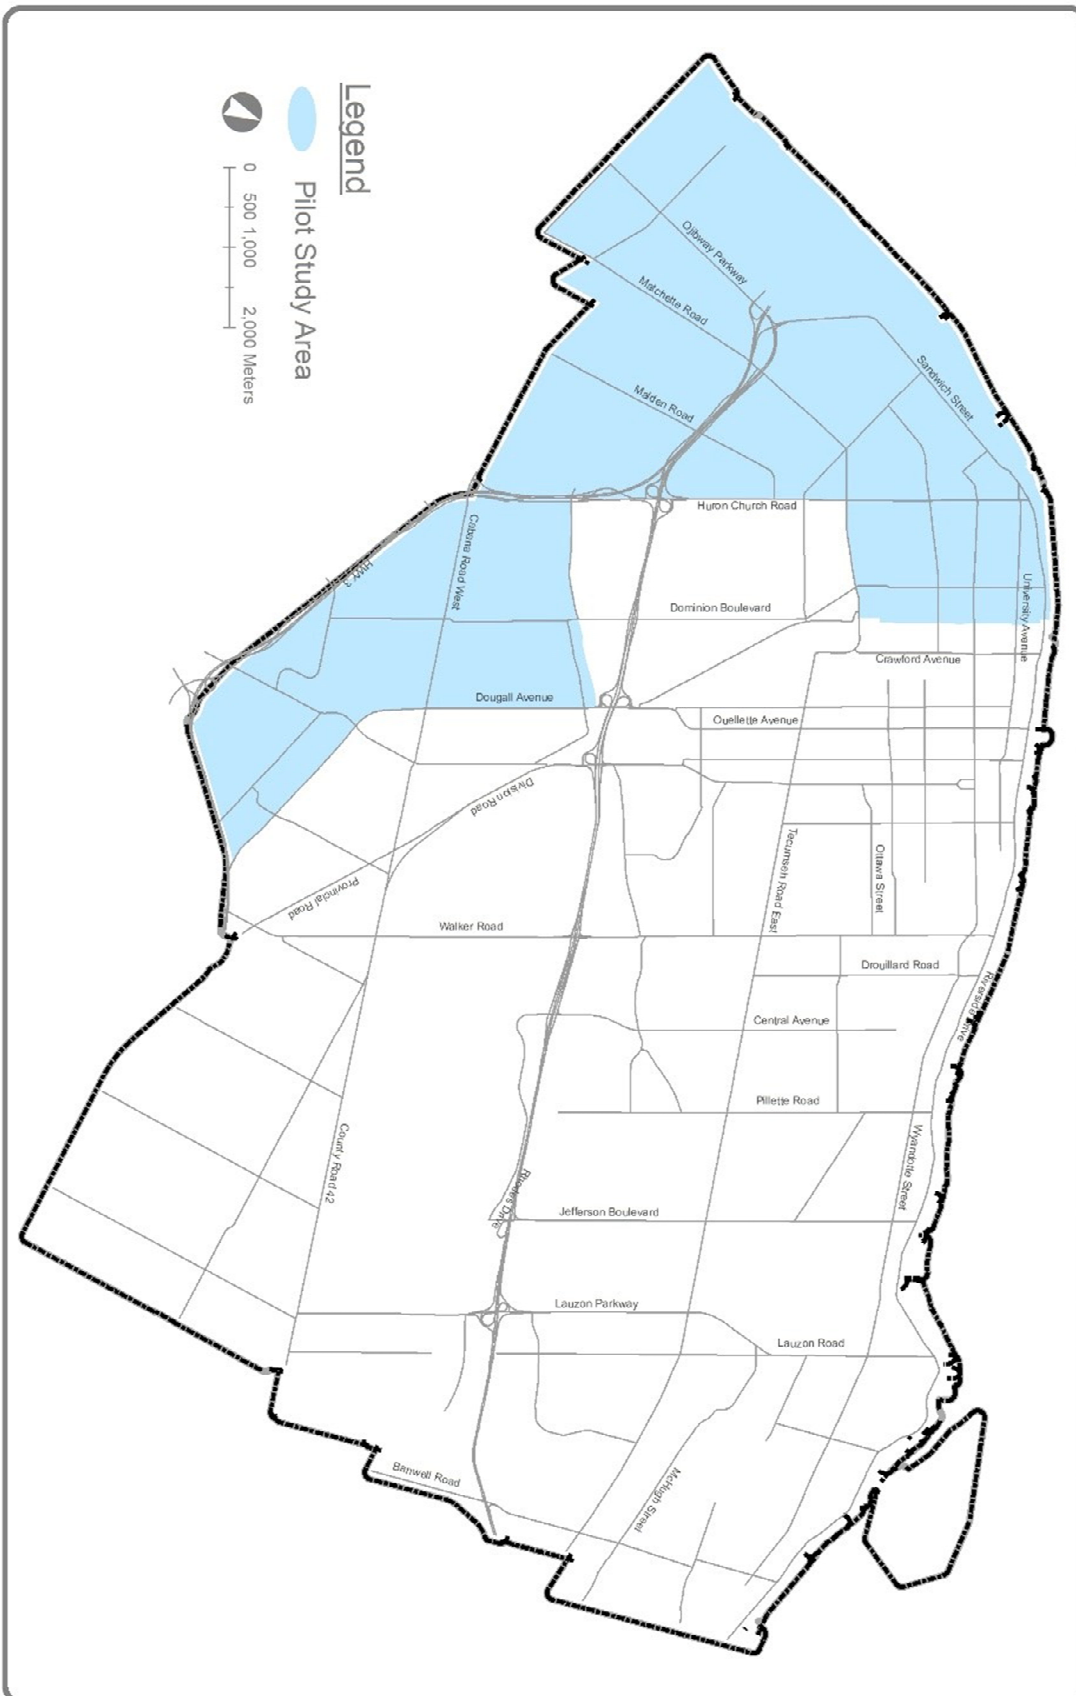 Legend
Pilot Study Area
0 500 1,000 2,000 Meters
Ojibway Parkway
Matchette Road
Malden Road
Sandwich Street
Huron Church Road
Cabana Road West
HWY 3
University Avenue
Dominion Boulevard
Crawford Avenue
Dougall Avenue
Ouellette Avenue
Division Road
Provincial Road
Tecumseh Road East
Ottawa Street
Walker Road
Drouillard Road
Riverside Drive
Central Avenue
Pillette Road
County Road 42
Wyandotte Street
Rhodes Drive
Jefferson Boulevard
Lauzon Parkway
Lauzon Road
Banwell Road
McHugh Street